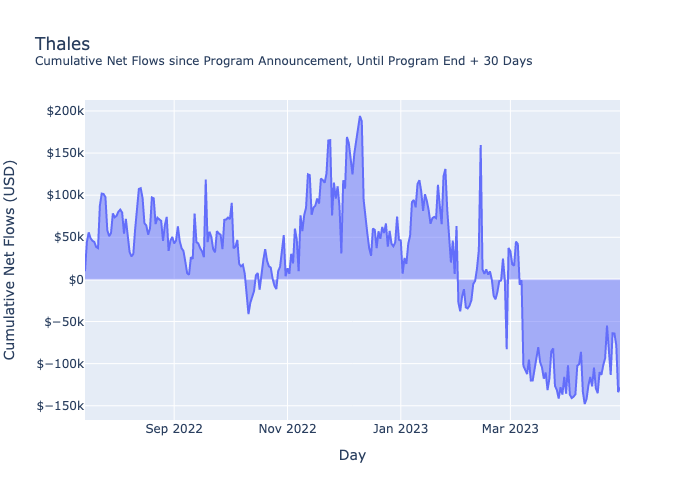 Thales
Cumulative Net Flows since Program Announcement, Until Program End + 30 Days
Cumulative Net Flows (USD)
$200k
$150k
$100k
$50k
$0
$−50k
$−100k
$−150k
Sep 2022
Nov 2022
Jan 2023
Mar 2023
Day